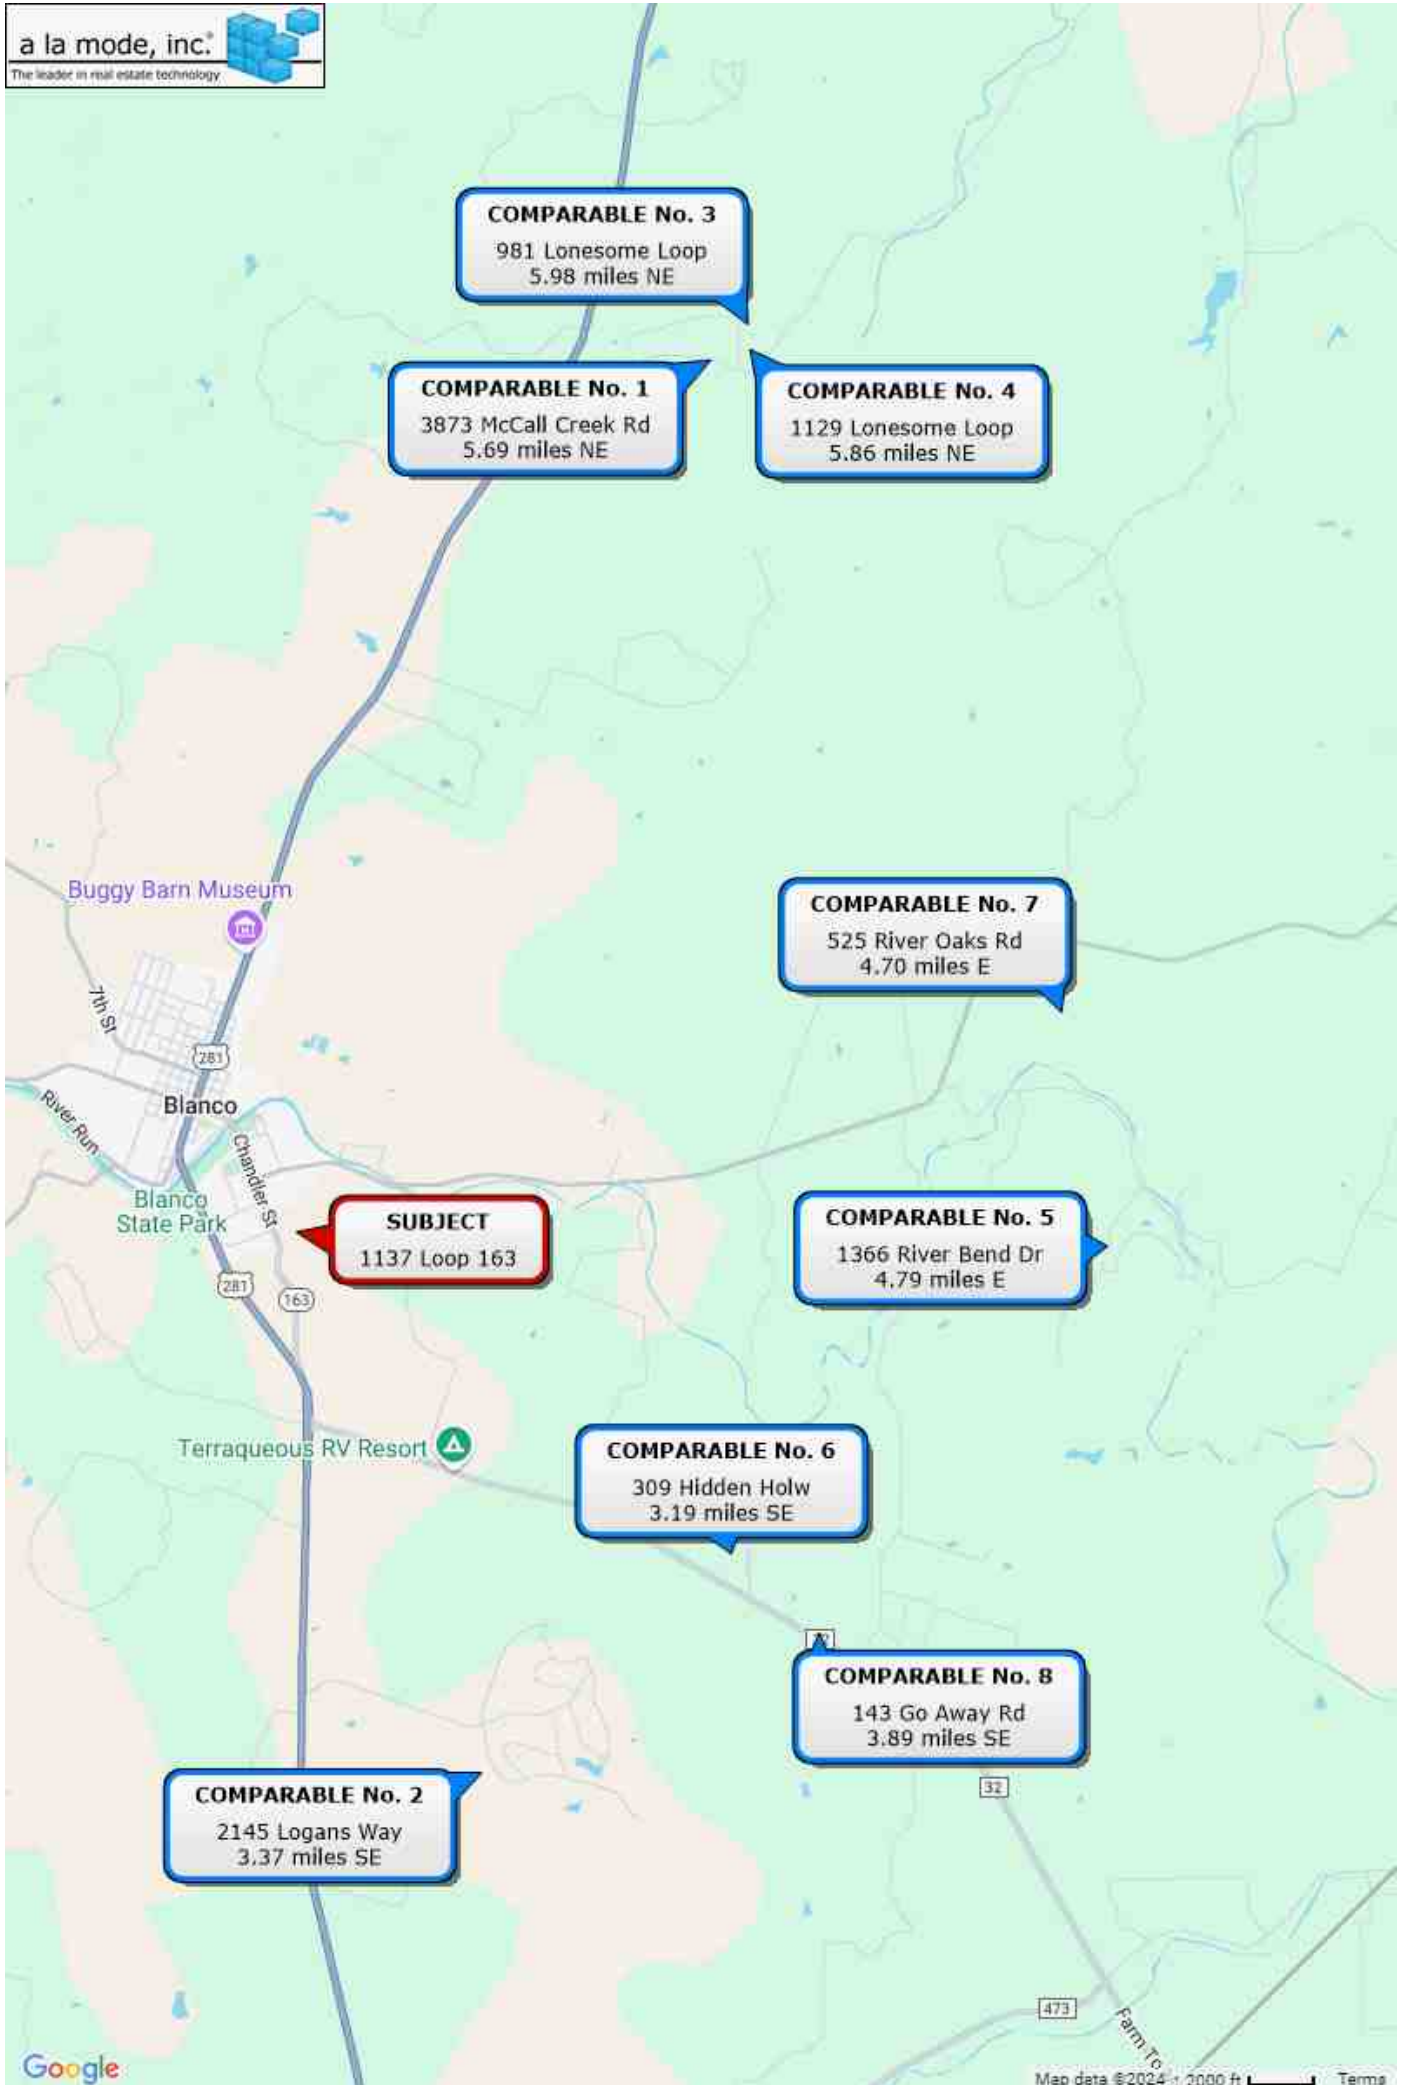 a la mode, inc.®
The leader in real estate technology
COMPARABLE No. 3
981 Lonesome Loop
5.98 miles NE
COMPARABLE No. 1
3873 McCall Creek Rd
5.69 miles NE
COMPARABLE No. 4
1129 Lonesome Loop
5.86 miles NE
Buggy Barn Museum
COMPARABLE No. 7
525 River Oaks Rd
4.70 miles E
7th St
281
River Run
Blanco
Chandler St
Blanco
State Park
SUBJECT
1137 Loop 163
COMPARABLE No. 5
1366 River Bend Dr
4.79 miles E
281
163
Terraqueous RV Resort
COMPARABLE No. 6
309 Hidden Holw
3.19 miles SE
COMPARABLE No. 8
143 Go Away Rd
3.89 miles SE
COMPARABLE No. 2
2145 Logans Way
3.37 miles SE
32
473
Farm To
Google
Map data ©2024
2000 ft
Terms